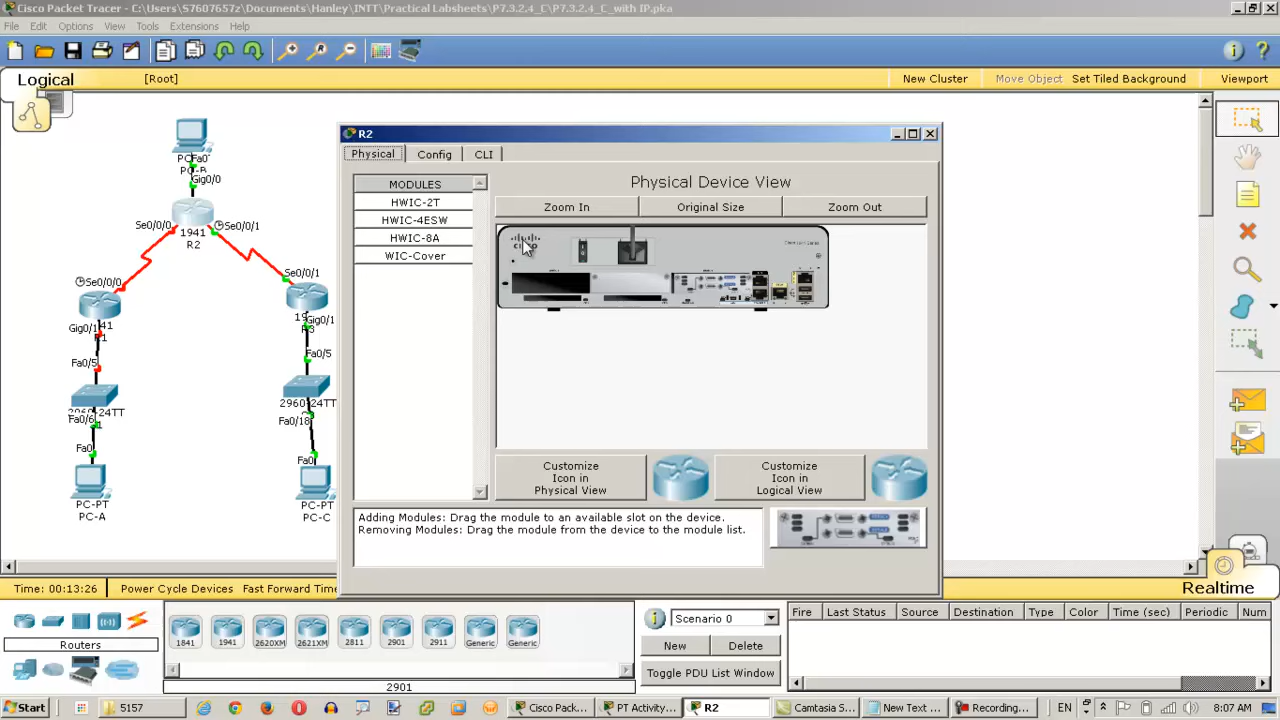 Cisco Packet Tracer - C:\Users\S7607657z\Documents\Hanley\INTT\Practical Labsheets\P7.3.2.4_C\P7.3.2.4_C_with IP.pka
File Edit Options View Tools Extensions Help
Logical
[Root]
New Cluster
Move Object
Set Tiled Background
Viewport
Fa0
Gig0/0
Se0/0/0
Se0/0/1
1941
R2
Se0/0/0
Se0/0/1
Gig0/1
41
R1
Gig0/1
Fa0/5
Fa0/5
2960-24TT
Fa0/6
Fa0/18
Fa0
Fa0
PC-PT
PC-A
PC-PT
PC-C
R2
Physical
Config
CLI
MODULES
HWIC-2T
HWIC-4ESW
HWIC-8A
WIC-Cover
Physical Device View
Zoom In
Original Size
Zoom Out
Customize
Icon in
Physical View
Customize
Icon in
Logical View
Adding Modules: Drag the module to an available slot on the device.
Removing Modules: Drag the module from the device to the module list.
Time: 00:13:26
Power Cycle Devices
Fast Forward Time
Realtime
Routers
1841
1941
2620XM
2621XM
2811
2901
2911
Generic
Generic
2901
Scenario 0
New
Delete
Toggle PDU List Window
Fire
Last Status
Source
Destination
Type
Color
Time (sec)
Periodic
Num
Start
5157
Cisco Pack...
PT Activity...
R2
Camtasia S...
New Text ...
Recording...
EN
8:07 AM